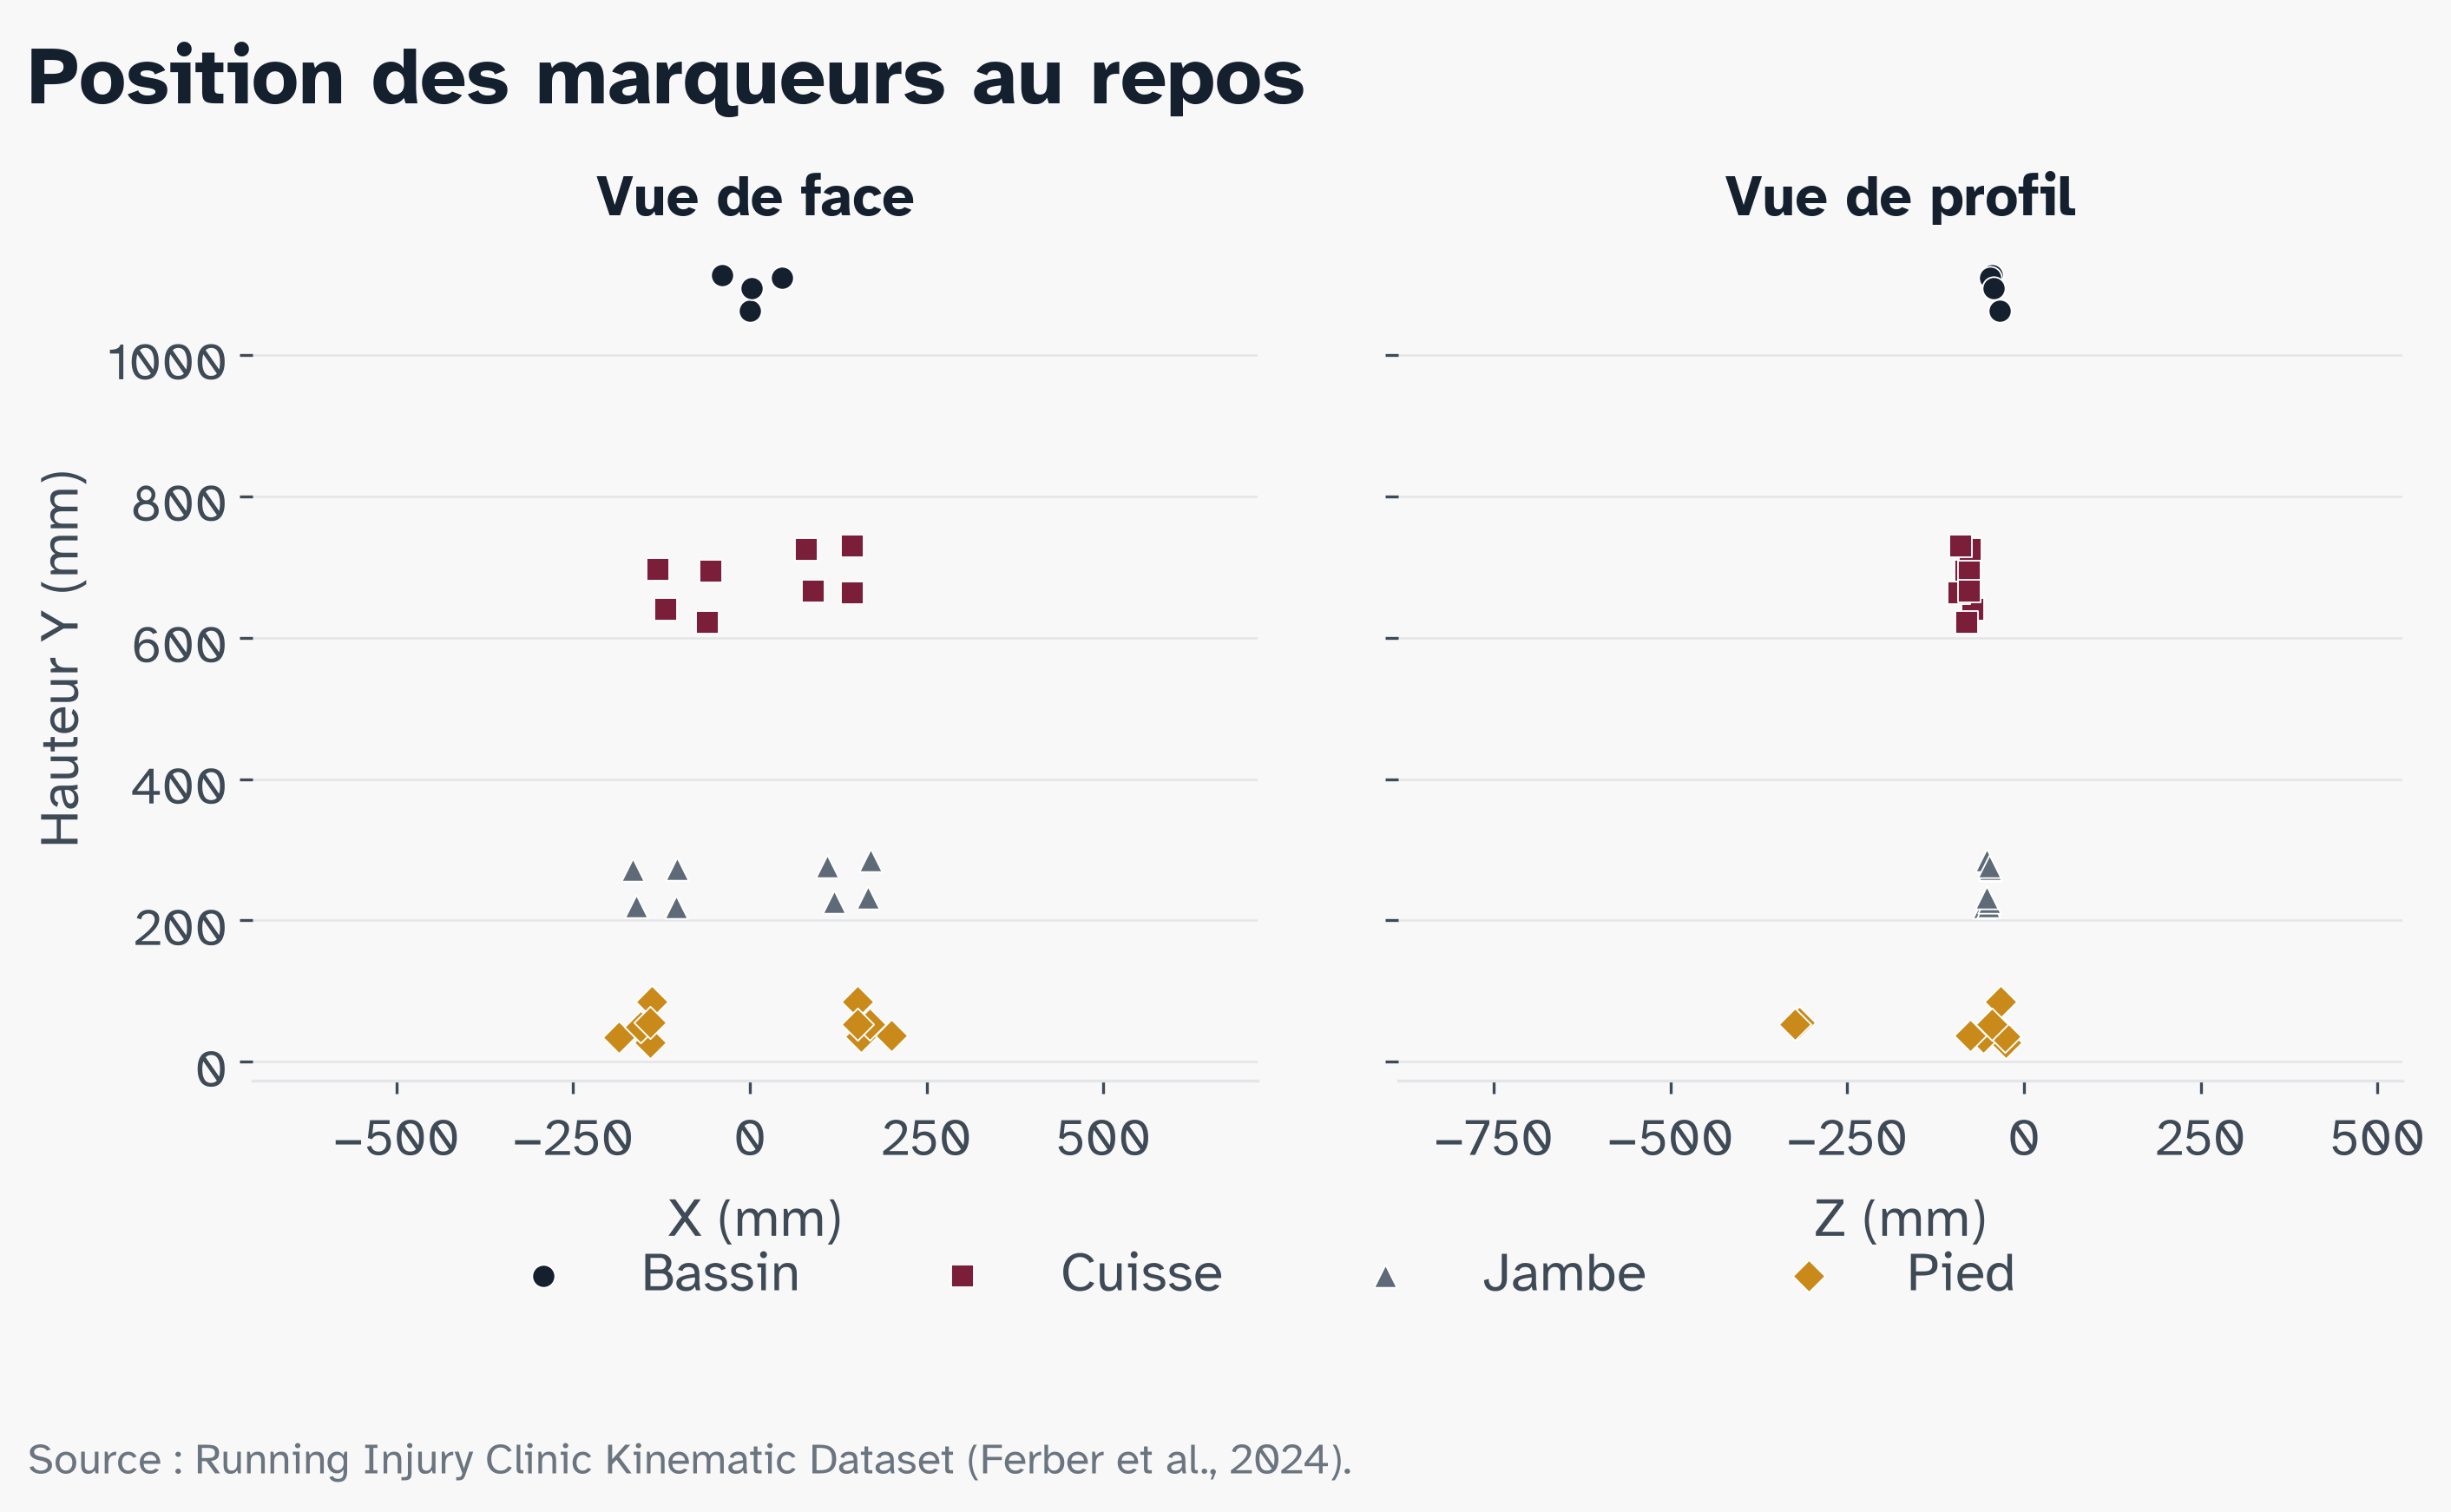 Position des marqueurs au repos
Vue de face
Vue de profil
Hauteur Y (mm)
1000
800
600
400
200
0
−500 −250 0 250 500
−750 −500 −250 0 250 500
X (mm)
Z (mm)
Bassin Cuisse Jambe Pied
Source : Running Injury Clinic Kinematic Dataset (Ferber et al., 2024).